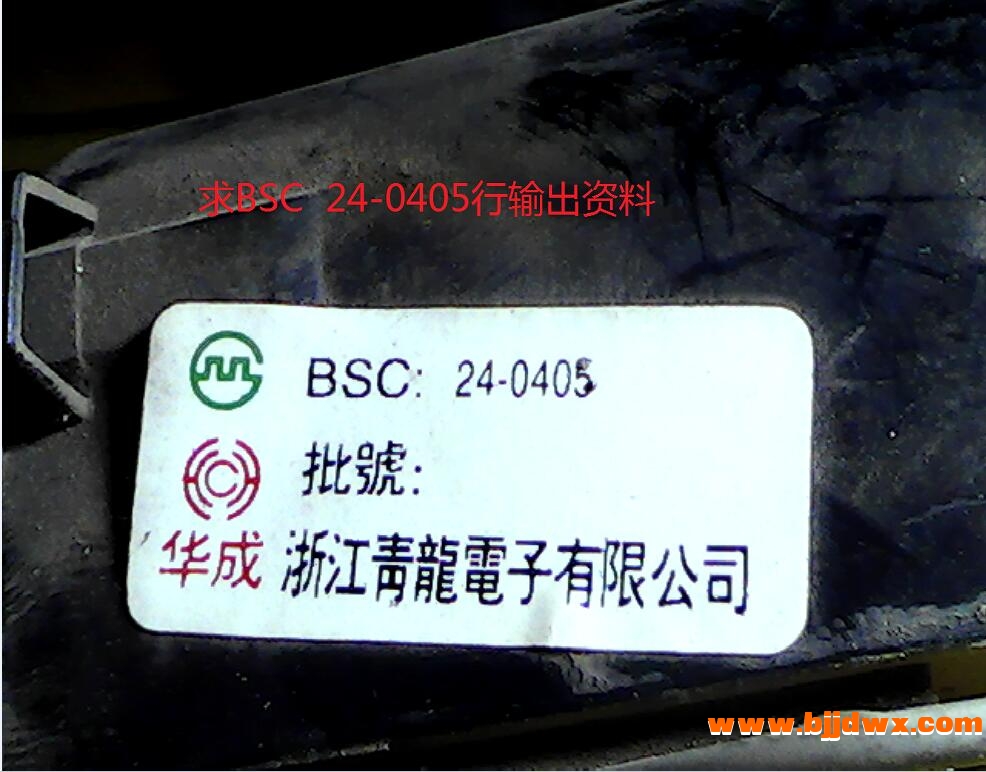 求BSC 24-0405行输出资料
BSC: 24-0405
批號:
华成 浙江青龍電子有限公司
www.bjjdwx.com